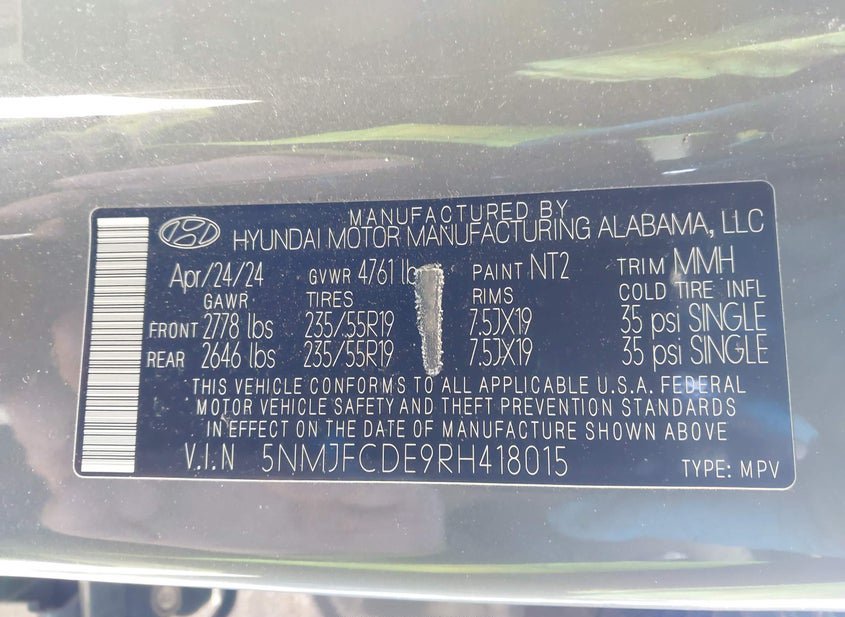 MANUFACTURED BY
HYUNDAI MOTOR MANUFACTURING ALABAMA, LLC
Apr/24/24 GVWR 4761 lb PAINT NT2 TRIM MMH
GAWR TIRES RIMS COLD TIRE INFL
FRONT 2778 lbs 235/55R19 7.5JX19 35 psi SINGLE
REAR 2646 lbs 235/55R19 7.5JX19 35 psi SINGLE
THIS VEHICLE CONFORMS TO ALL APPLICABLE U.S.A. FEDERAL
MOTOR VEHICLE SAFETY AND THEFT PREVENTION STANDARDS
IN EFFECT ON THE DATE OF MANUFACTURE SHOWN ABOVE
V.I.N 5NMJFCDE9RH418015 TYPE: MPV